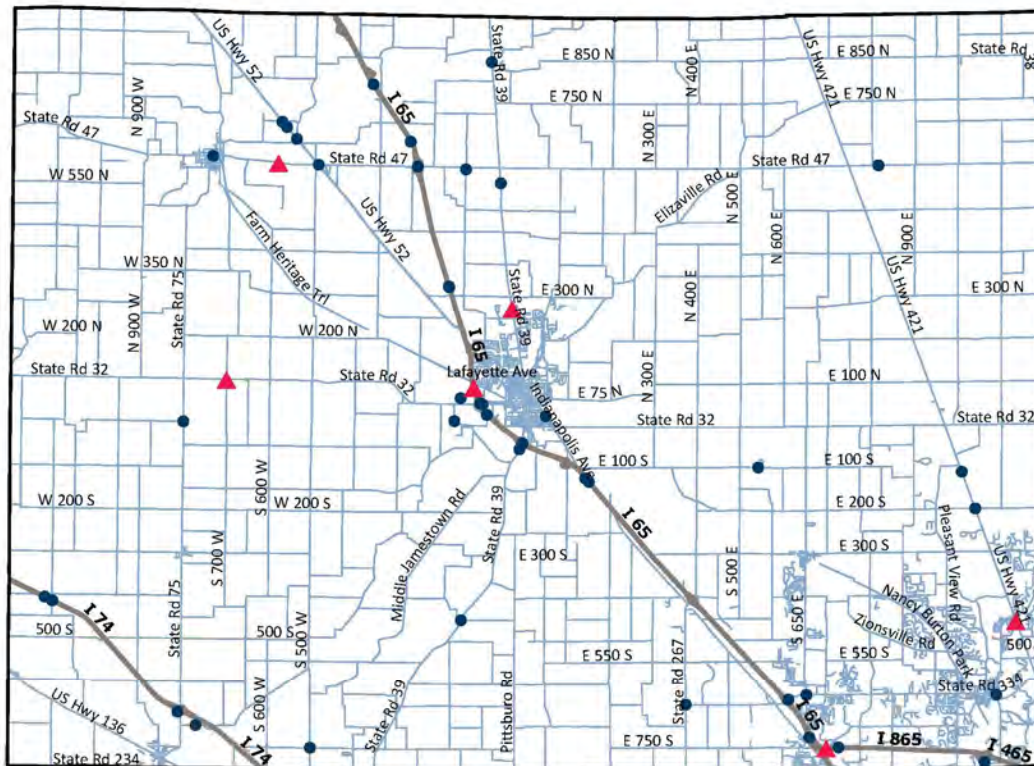 US Hwy 52
State Rd 39
N 400 E
US Hwy 421
E 850 N
E 850 N
State Rd 38
N 900 W
I 65
E 750 N
E 750 N
State Rd 47
N 300 E
State Rd 47
State Rd 47
W 550 N
Elizaville Rd
N 500 E
US Hwy 52
Farm Heritage Trl
N 600 E
N 900 E
W 350 N
State Rd 75
US Hwy 421
N 900 W
E 300 N
N 400 E
E 300 N
State Rd 39
W 200 N
W 200 N
I 65
State Rd 32
State Rd 32
Lafayette Ave
E 75 N
N 300 E
E 100 N
Indianapolis Ave
State Rd 32
State Rd 32
S 600 W
E 100 S
E 100 S
W 200 S
W 200 S
E 200 S
Middle Jamestown Rd
State Rd 39
I 65
Pleasant View Rd
S 700 W
E 300 S
S 500 E
E 300 S
US Hwy 421
I 74
State Rd 75
S 650 E
Nancy Burton Park
Zionsville Rd
500 S
500 S
S 500 W
E 550 S
State Rd 267
E 550 S
500
State Rd 334
S 600 W
State Rd 39
Pittsboro Rd
I 65
US Hwy 136
I 74
E 750 S
I 865
I 465
State Rd 234